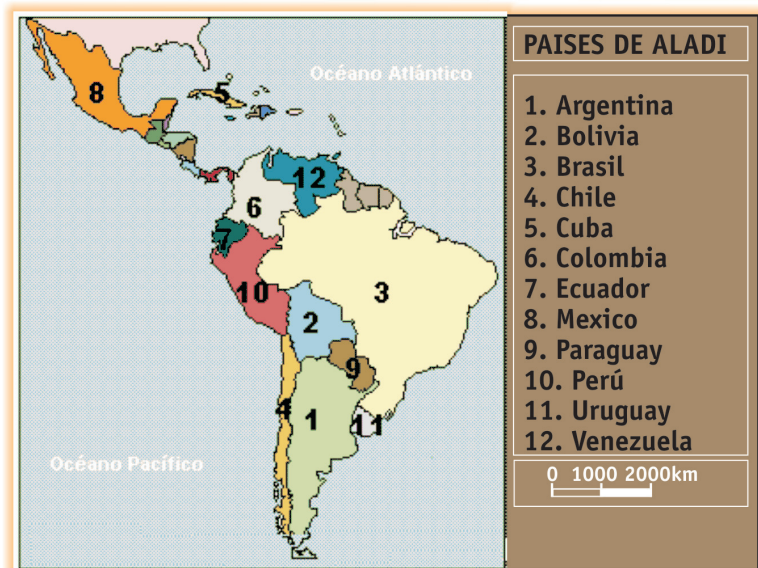 Océano Atlántico
8
5
12
6
7
10
3
2
9
4
1
11
Océano Pacífico
PAISES DE ALADI
1. Argentina
2. Bolivia
3. Brasil
4. Chile
5. Cuba
6. Colombia
7. Ecuador
8. Mexico
9. Paraguay
10. Perú
11. Uruguay
12. Venezuela
0 1000 2000km